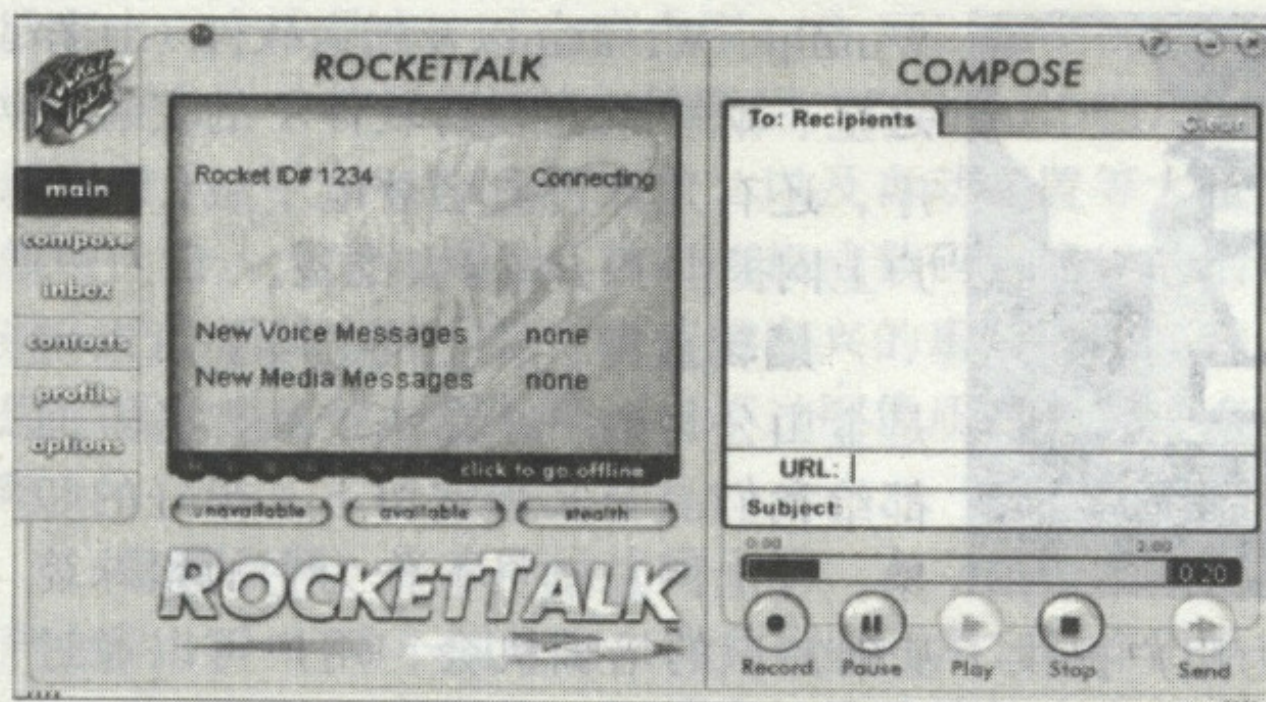 ROCKETTALK
Rocket ID# 1234 Connecting
New Voice Messages none
New Media Messages none
click to go offline
unavailable available stealth
ROCKETTALK
main
compose
inbox
contacts
profile
options
COMPOSE
To: Recipients Clear
URL:
Subject:
0:00 2:00
0:20
Record Pause Play Stop Send